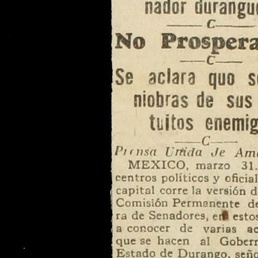 nador durangue
C
No Prospera
C
Se aclara que s
niobras de sus
tuitos enemig
C
Prensa Unida de Am
MEXICO, marzo 31.
centros políticos y oficial
capital corre la versión d
Comisión Permanente de
ra de Senadores, en estos
a conocer de varias ac
que se hacen al Gobern
Estado de Durango, seño